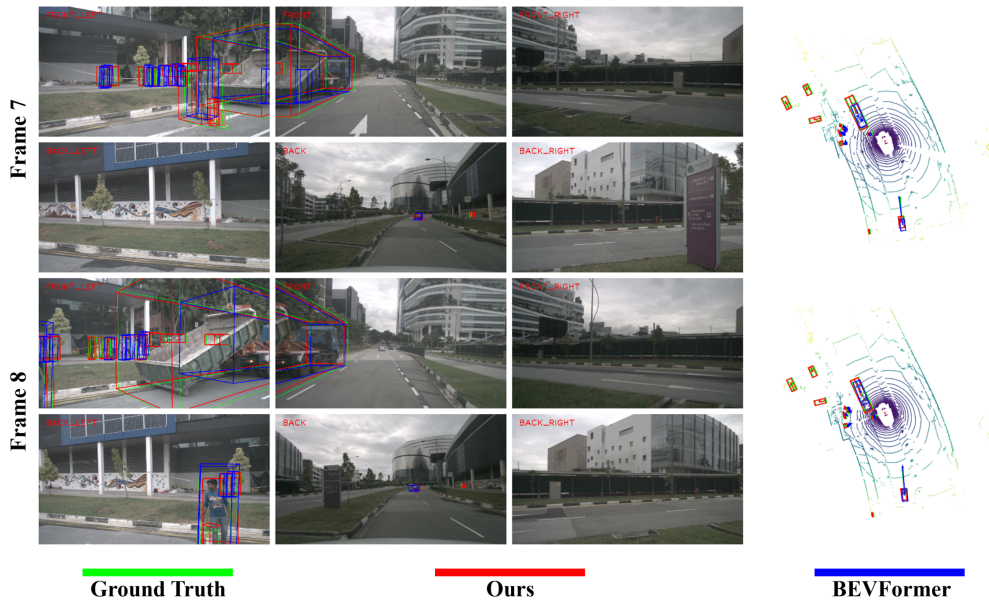 Frame 7
FRONT_LEFT
FRONT
FRONT_RIGHT
BACK_LEFT
BACK
BACK_RIGHT
Frame 8
FRONT_LEFT
FRONT
FRONT_RIGHT
BACK_LEFT
BACK
BACK_RIGHT
Ground Truth
Ours
BEVFormer